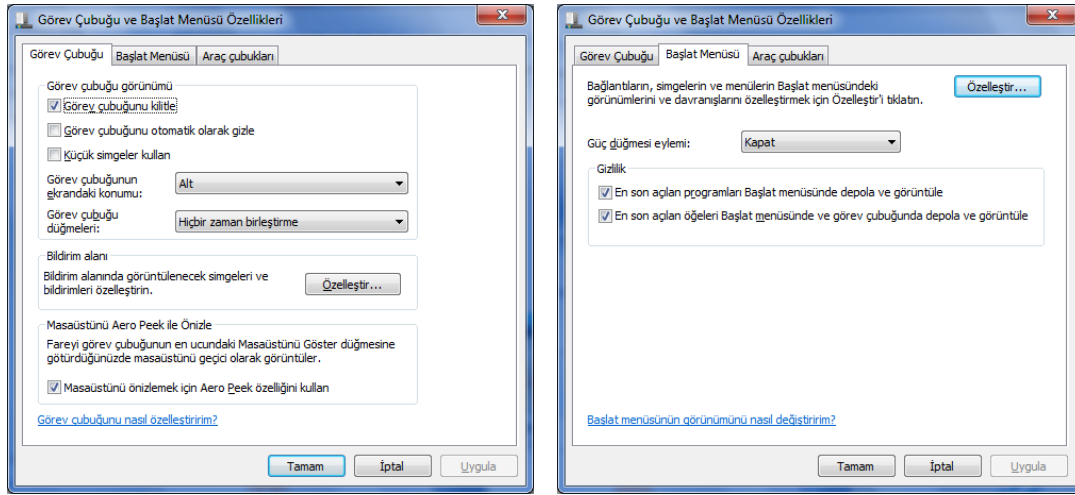 Görev Çubuğu ve Başlat Menüsü Özellikleri
Görev Çubuğu Başlat Menüsü Araç çubukları
Görev çubuğu görünümü
Görev çubuğunu kilitle
Görev çubuğunu otomatik olarak gizle
Küçük simgeler kullan
Görev çubuğunun
ekrandaki konumu:
Alt
Görev çubuğu
düğmeleri:
Hiçbir zaman birleştirme
Bildirim alanı
Bildirim alanında görüntülenecek simgeleri ve
bildirimleri özelleştirin.
Özelleştir...
Masaüstünü Aero Peek ile Önizle
Fareyi görev çubuğunun en ucundaki Masaüstünü Göster düğmesine
götürdüğünüzde masaüstünü geçici olarak görüntüler.
Masaüstünü önizlemek için Aero Peek özelliğini kullan
Görev çubuğunu nasıl özelleştiririm?
Tamam İptal Uygula
Görev Çubuğu ve Başlat Menüsü Özellikleri
Görev Çubuğu Başlat Menüsü Araç çubukları
Bağlantıların, simgelerin ve menülerin Başlat menüsündeki
görünümlerini ve davranışlarını özelleştirmek için Özelleştir'i tıklatın.
Özelleştir...
Güç düğmesi eylemi:
Kapat
Gizlilik
En son açılan programları Başlat menüsünde depola ve görüntüle
En son açılan öğeleri Başlat menüsünde ve görev çubuğunda depola ve görüntüle
Başlat menüsünün görünümünü nasıl değiştiririm?
Tamam İptal Uygula